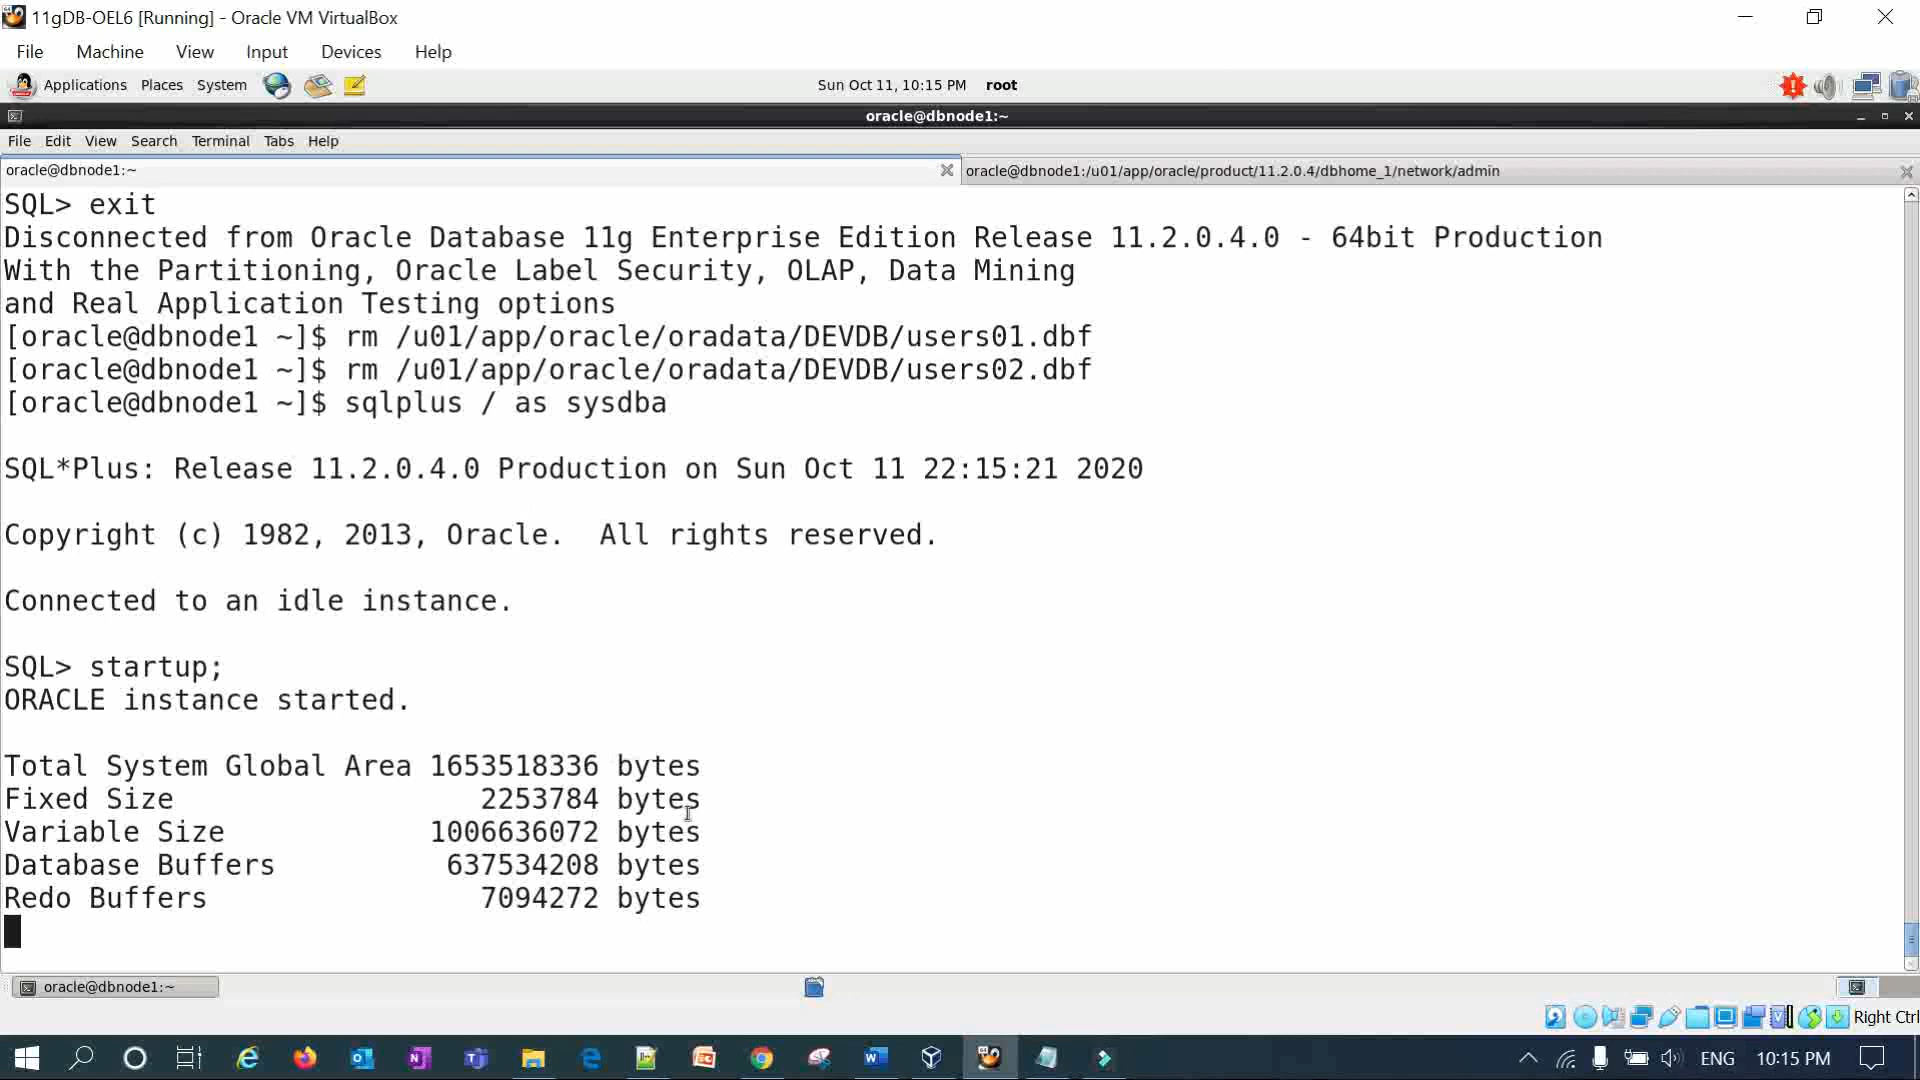 11gDB-OEL6 [Running] - Oracle VM VirtualBox
File Machine View Input Devices Help
Applications Places System Sun Oct 11, 10:15 PM root
oracle@dbnode1:~
File Edit View Search Terminal Tabs Help
oracle@dbnode1:~ oracle@dbnode1:/u01/app/oracle/product/11.2.0.4/dbhome_1/network/admin
SQL> exit
Disconnected from Oracle Database 11g Enterprise Edition Release 11.2.0.4.0 - 64bit Production
With the Partitioning, Oracle Label Security, OLAP, Data Mining
and Real Application Testing options
[oracle@dbnode1 ~]$ rm /u01/app/oracle/oradata/DEVDB/users01.dbf
[oracle@dbnode1 ~]$ rm /u01/app/oracle/oradata/DEVDB/users02.dbf
[oracle@dbnode1 ~]$ sqlplus / as sysdba
SQL*Plus: Release 11.2.0.4.0 Production on Sun Oct 11 22:15:21 2020
Copyright (c) 1982, 2013, Oracle.  All rights reserved.
Connected to an idle instance.
SQL> startup;
ORACLE instance started.
Total System Global Area 1653518336 bytes
Fixed Size 2253784 bytes
Variable Size 1006636072 bytes
Database Buffers 637534208 bytes
Redo Buffers 7094272 bytes
oracle@dbnode1:~
Right Ctrl
ENG 10:15 PM